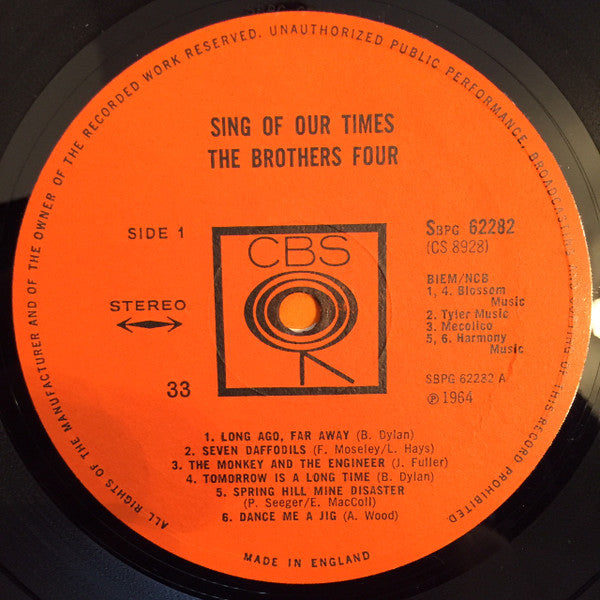 ALL RIGHTS OF THE MANUFACTURER AND OF THE OWNER OF THE RECORDED WORK RESERVED. UNAUTHORIZED PUBLIC PERFORMANCE, BROADCASTING AND COPYING OF THIS RECORD PROHIBITED.
SING OF OUR TIMES
THE BROTHERS FOUR
SIDE 1
CBS
SBPG 62282
(CS 8928)
STEREO
33
BIEM/NCB
1, 4. Blossom
Music
2. Tyler Music
3. Mecolico
5, 6. Harmony
Music
SBPG 62282 A
℗ 1964
1. LONG AGO, FAR AWAY (B. Dylan)
2. SEVEN DAFFODILS (F. Moseley/L. Hays)
3. THE MONKEY AND THE ENGINEER (J. Fuller)
4. TOMORROW IS A LONG TIME (B. Dylan)
5. SPRING HILL MINE DISASTER
(P. Seeger/E. MacColl)
6. DANCE ME A JIG (A. Wood)
MADE IN ENGLAND